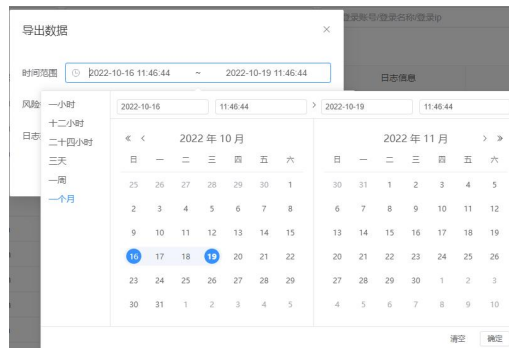 登录账号/登录名称/登录ip
导出数据 ×
时间范围 2022-10-16 11:46:44 ~ 2022-10-19 11:46:44
日志信息
风险
日志
一小时
十二小时
二十四小时
三天
一周
一个月
2022-10-16 11:46:44 > 2022-10-19 11:46:44
« < 2022 年 10 月
日 一 二 三 四 五 六
25 26 27 28 29 30 1
2 3 4 5 6 7 8
9 10 11 12 13 14 15
16 17 18 19 20 21 22
23 24 25 26 27 28 29
30 31 1 2 3 4 5
2022 年 11 月 > »
日 一 二 三 四 五 六
30 31 1 2 3 4 5
6 7 8 9 10 11 12
13 14 15 16 17 18 19
20 21 22 23 24 25 26
27 28 29 30 1 2 3
4 5 6 7 8 9 10
清空 确定